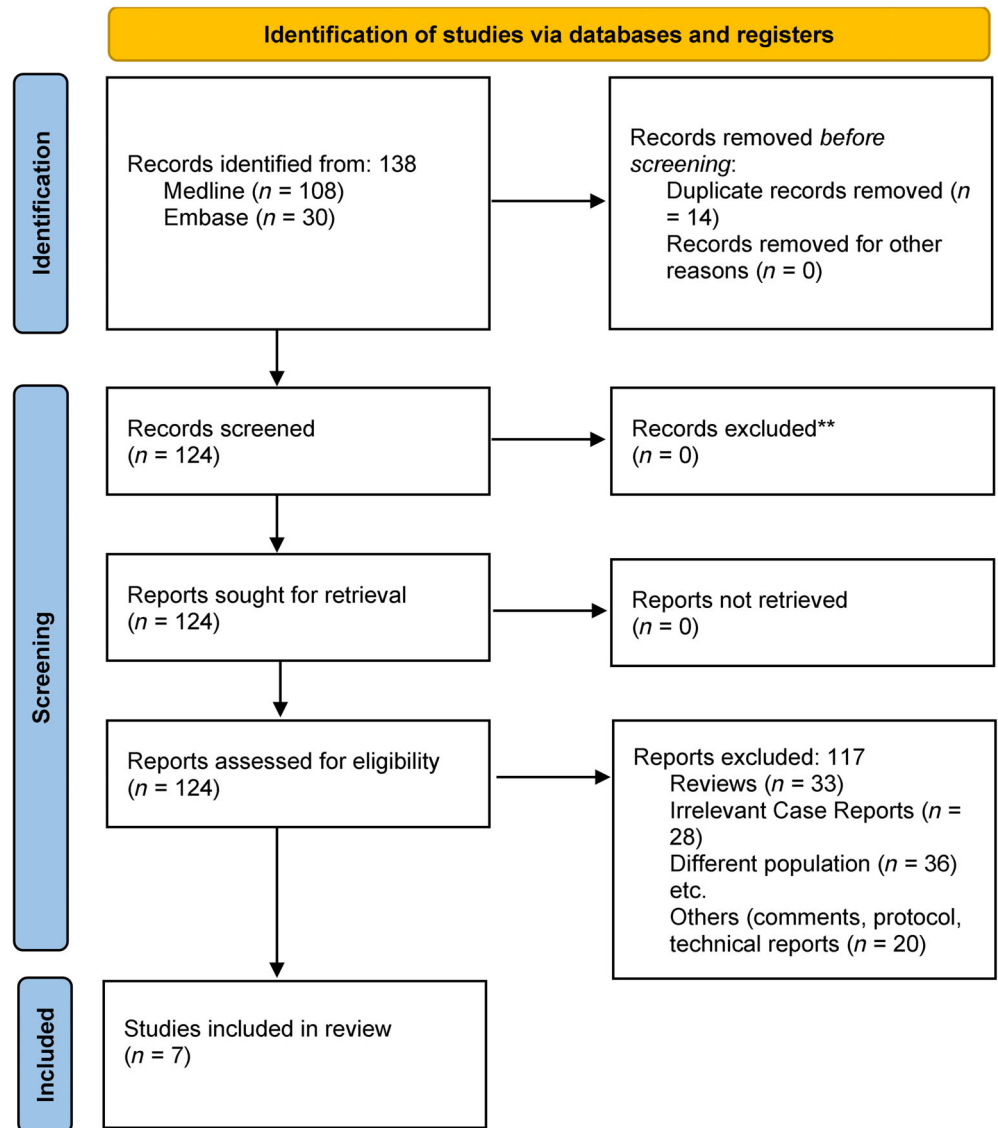 Identification of studies via databases and registers
Identification
Records identified from: 138
Medline (n = 108)
Embase (n = 30)
Records removed before
screening:
Duplicate records removed (n
= 14)
Records removed for other
reasons (n = 0)
Screening
Records screened
(n = 124)
Records excluded**
(n = 0)
Reports sought for retrieval
(n = 124)
Reports not retrieved
(n = 0)
Reports assessed for eligibility
(n = 124)
Reports excluded: 117
Reviews (n = 33)
Irrelevant Case Reports (n =
28)
Different population (n = 36)
etc.
Others (comments, protocol,
technical reports (n = 20)
Included
Studies included in review
(n = 7)